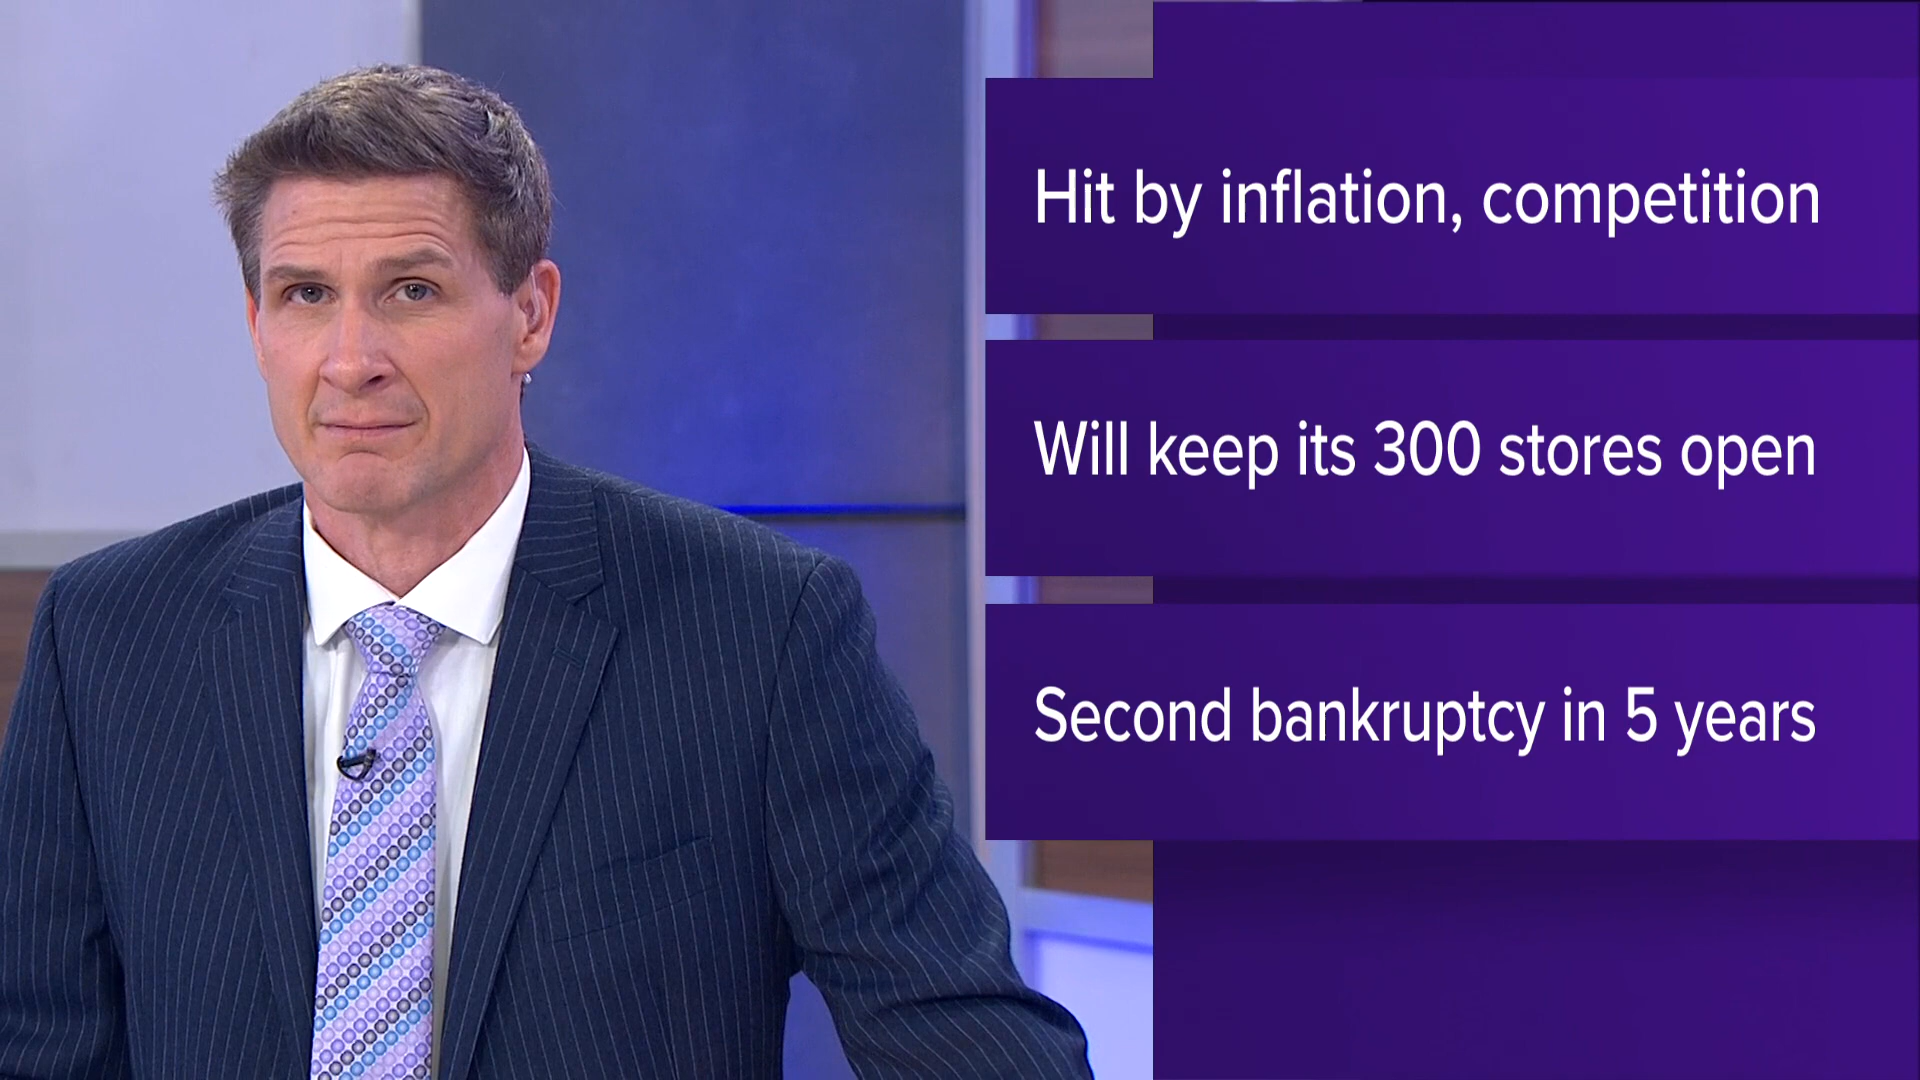 Hit by inflation, competition
Will keep its 300 stores open
Second bankruptcy in 5 years